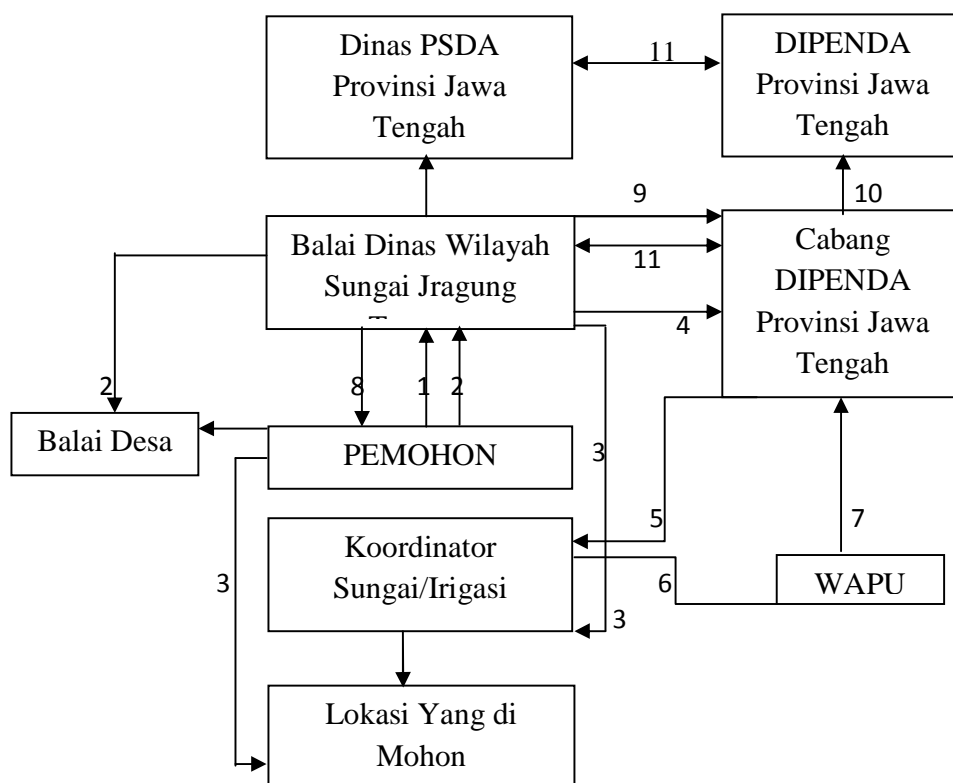 Dinas PSDA
Provinsi Jawa
Tengah
11
DIPENDA
Provinsi Jawa
Tengah
9
10
Balai Dinas Wilayah
Sungai Jragung
11
4
Cabang
DIPENDA
Provinsi Jawa
Tengah
2
8
1
2
Balai Desa
PEMOHON
3
5
7
Koordinator
Sungai/Irigasi
3
6
WAPU
3
Lokasi Yang di
Mohon